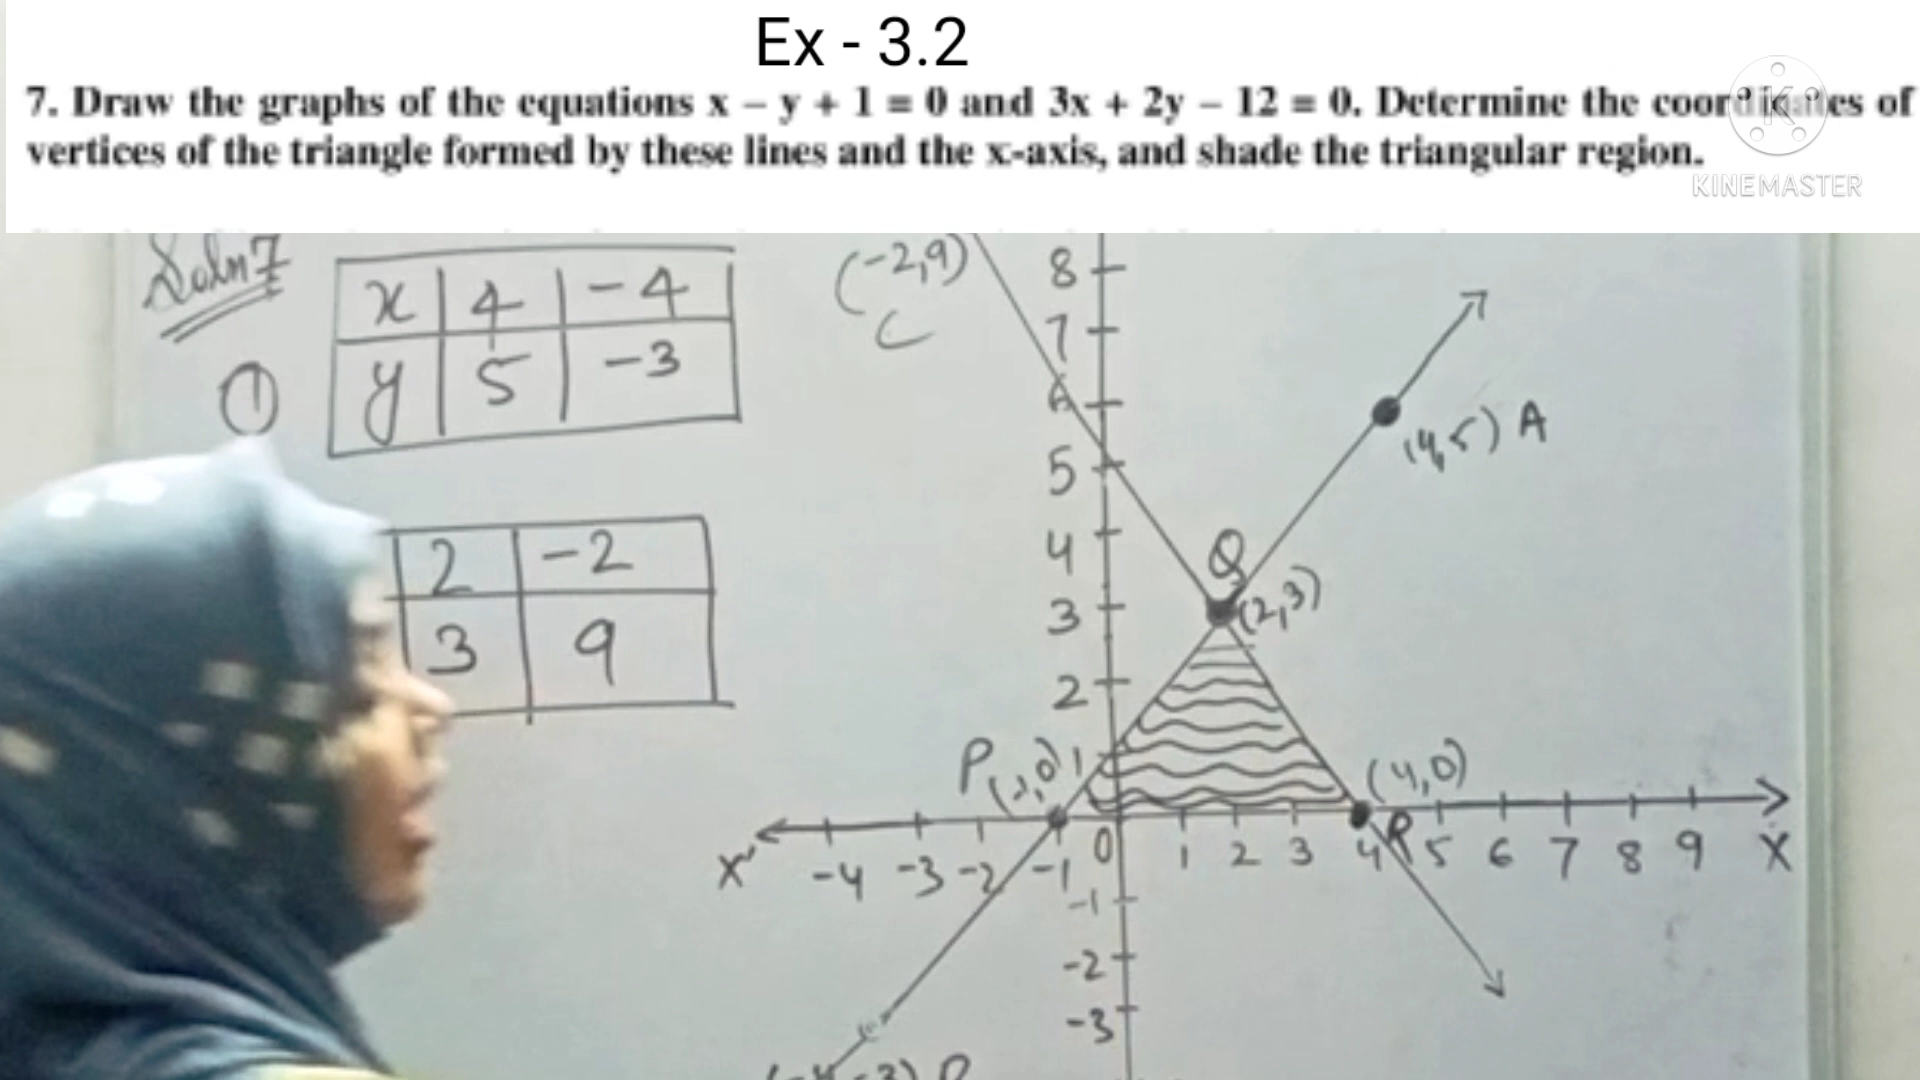 Ex - 3.2
7. Draw the graphs of the equations x – y + 1 = 0 and 3x + 2y – 12 = 0. Determine the coordinates of
vertices of the triangle formed by these lines and the x-axis, and shade the triangular region.
KINEMASTER
Soln 7
①
x 4 -4
y 5 -3
2 -2
3 9
(-2,9)
C
8
7
6
5
4
3
2
1
(4,5) A
Q
(2,3)
P(-1,0)
(4,0)
R
X' -4 -3 -2 -1 0 1 2 3 4 5 6 7 8 9 X
-1
-2
-3